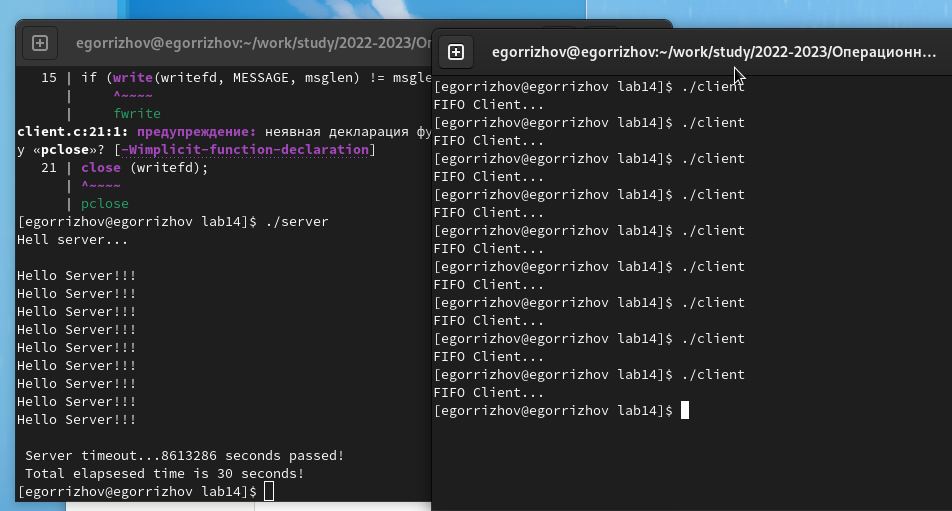 egorrizhov@egorrizhov:~/work/study/2022-2023/Оп
15 | if (write(writefd, MESSAGE, msglen) != msgle
| ^~~~~
| fwrite
client.c:21:1: предупреждение: неявная декларация фу
у «pclose»? [-Wimplicit-function-declaration]
21 | close (writefd);
| ^~~~~
| pclose
[egorrizhov@egorrizhov lab14]$ ./server
Hell server...
Hello Server!!!
Hello Server!!!
Hello Server!!!
Hello Server!!!
Hello Server!!!
Hello Server!!!
Hello Server!!!
Hello Server!!!
Hello Server!!!
Server timeout...8613286 seconds passed!
Total elapsesed time is 30 seconds!
[egorrizhov@egorrizhov lab14]$
egorrizhov@egorrizhov:~/work/study/2022-2023/Операционн...
[egorrizhov@egorrizhov lab14]$ ./client
FIFO Client...
[egorrizhov@egorrizhov lab14]$ ./client
FIFO Client...
[egorrizhov@egorrizhov lab14]$ ./client
FIFO Client...
[egorrizhov@egorrizhov lab14]$ ./client
FIFO Client...
[egorrizhov@egorrizhov lab14]$ ./client
FIFO Client...
[egorrizhov@egorrizhov lab14]$ ./client
FIFO Client...
[egorrizhov@egorrizhov lab14]$ ./client
FIFO Client...
[egorrizhov@egorrizhov lab14]$ ./client
FIFO Client...
[egorrizhov@egorrizhov lab14]$ ./client
FIFO Client...
[egorrizhov@egorrizhov lab14]$